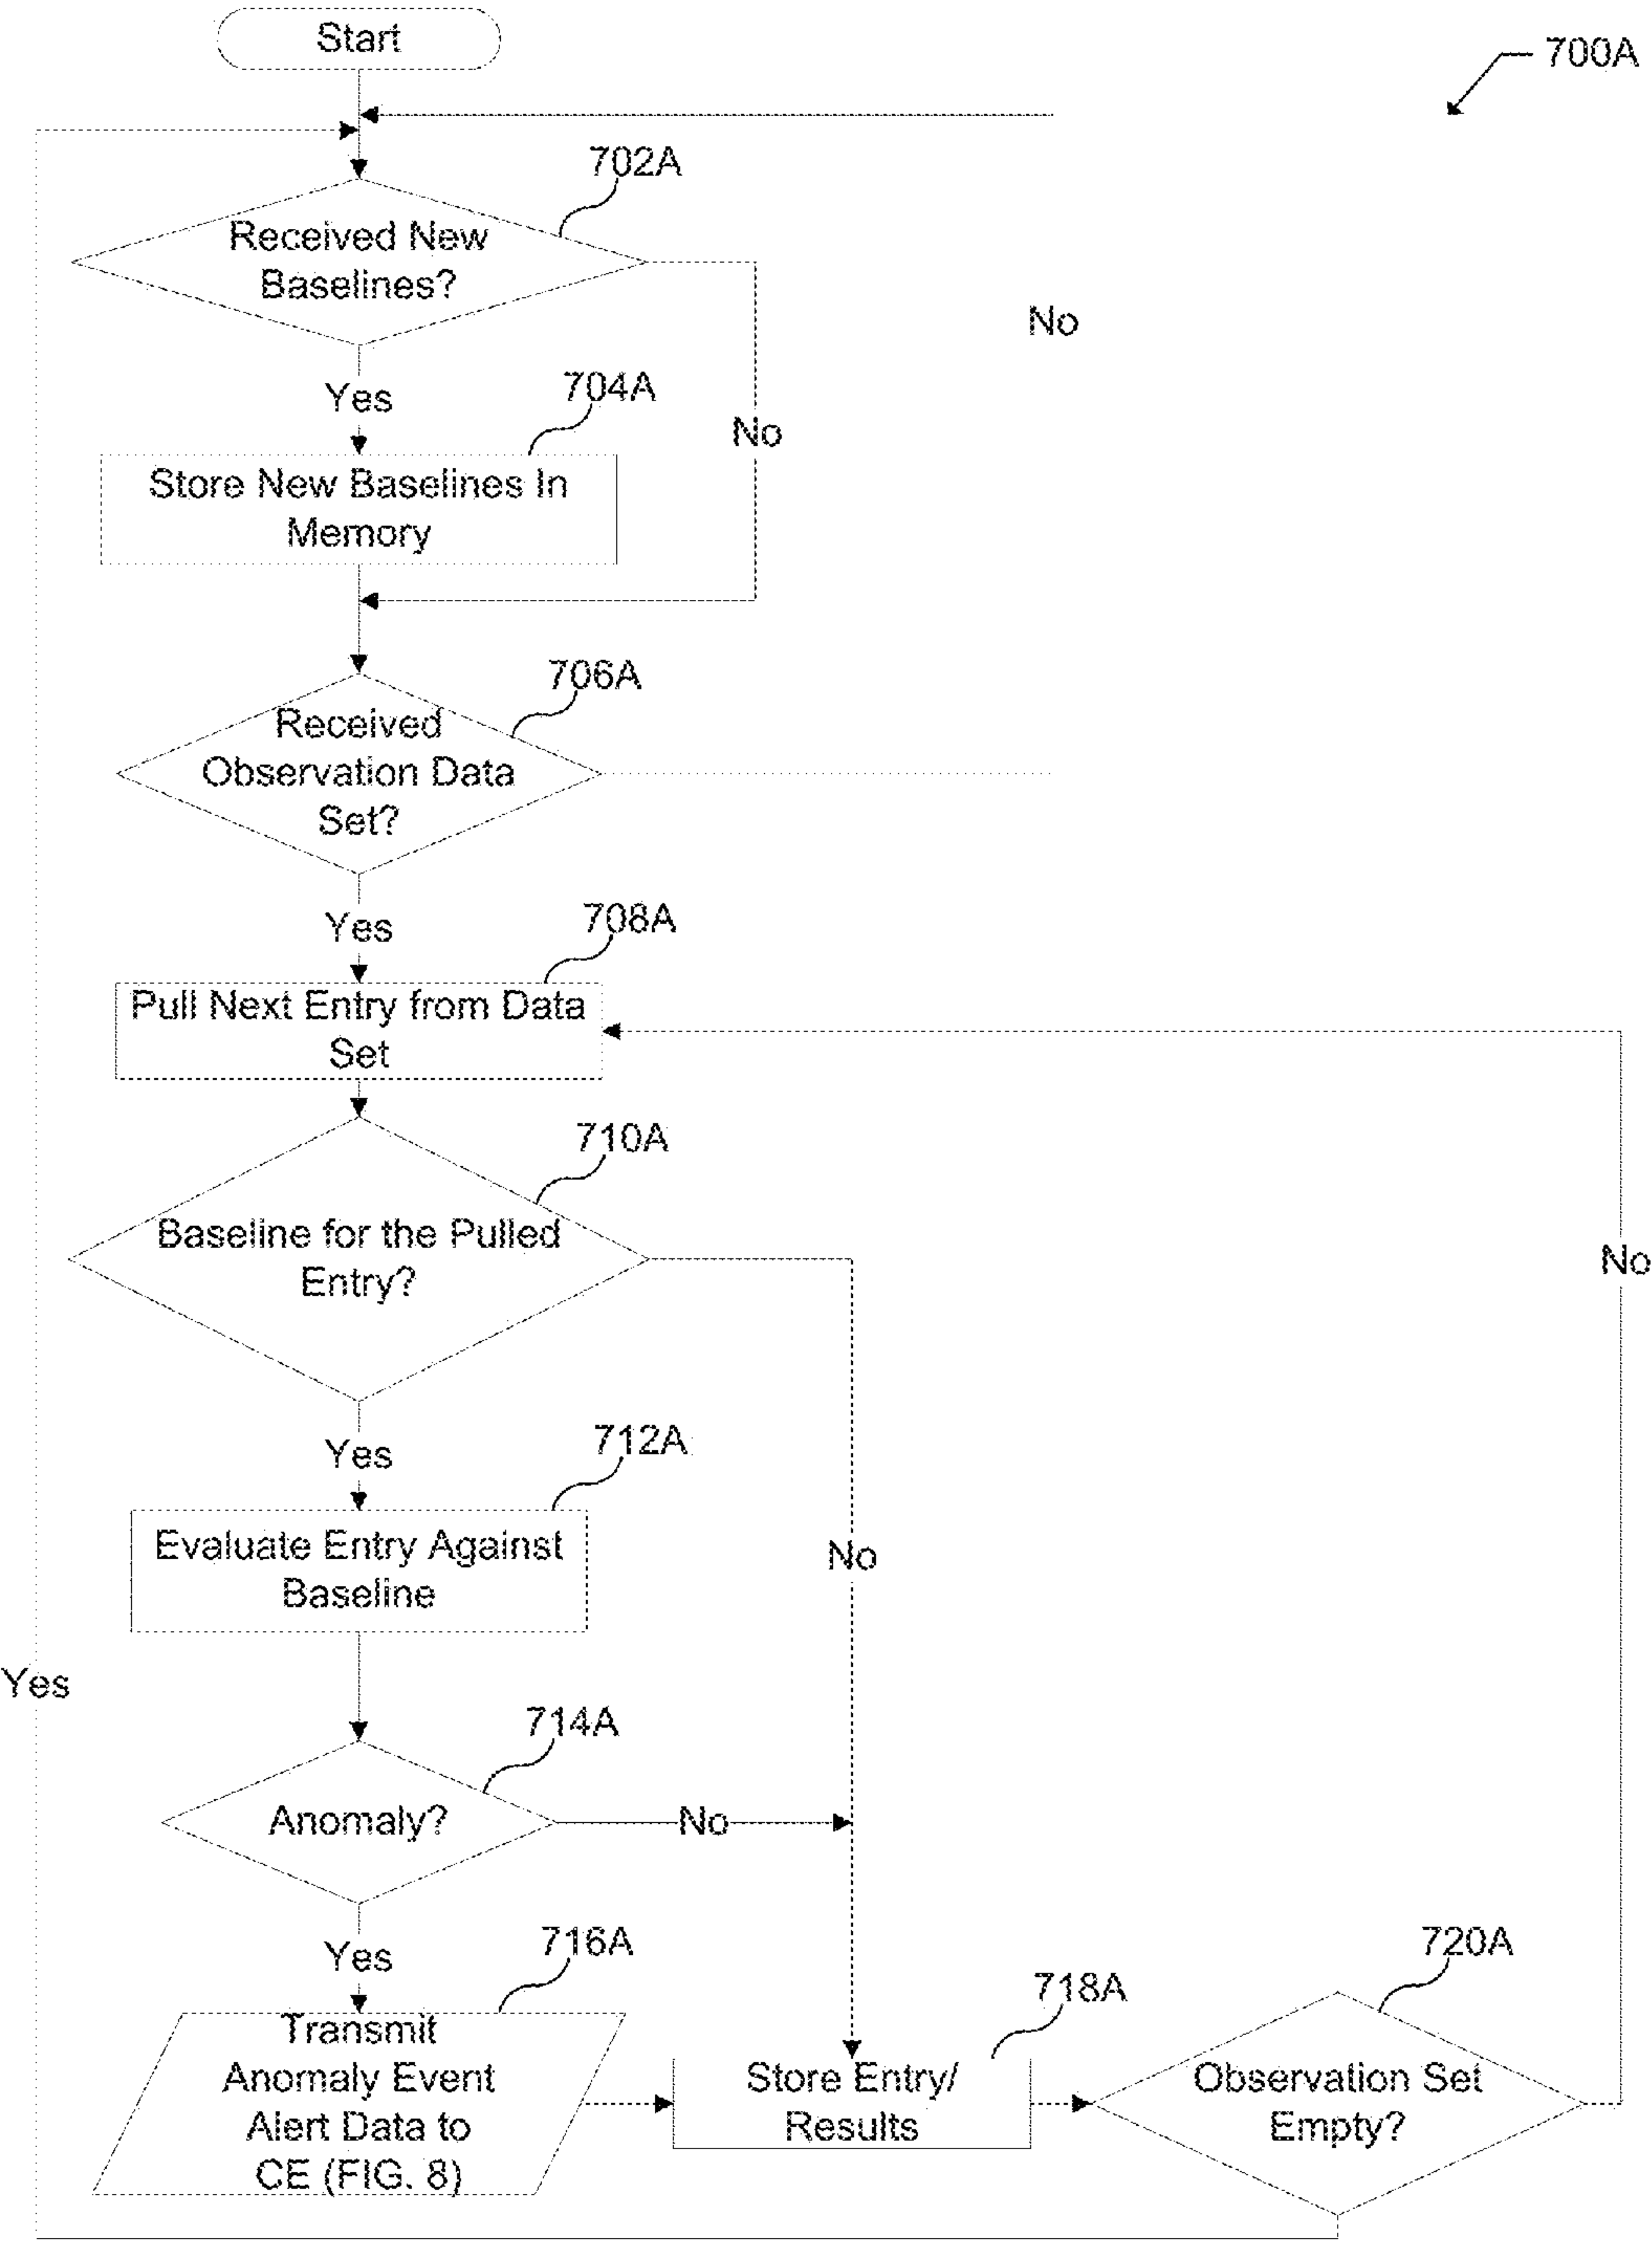 Start
700A
702A
Received New
Baselines?
No
Yes
704A
No
Store New Baselines In
Memory
706A
Received
Observation Data
Set?
Yes
708A
Pull Next Entry from Data
Set
710A
Baseline for the Pulled
Entry?
No
Yes
712A
Evaluate Entry Against
Baseline
No
Yes
714A
Anomaly?
No
Yes
716A
Transmit
Anomaly Event
Alert Data to
CE (FIG. 8)
718A
Store Entry/
Results
720A
Observation Set
Empty?